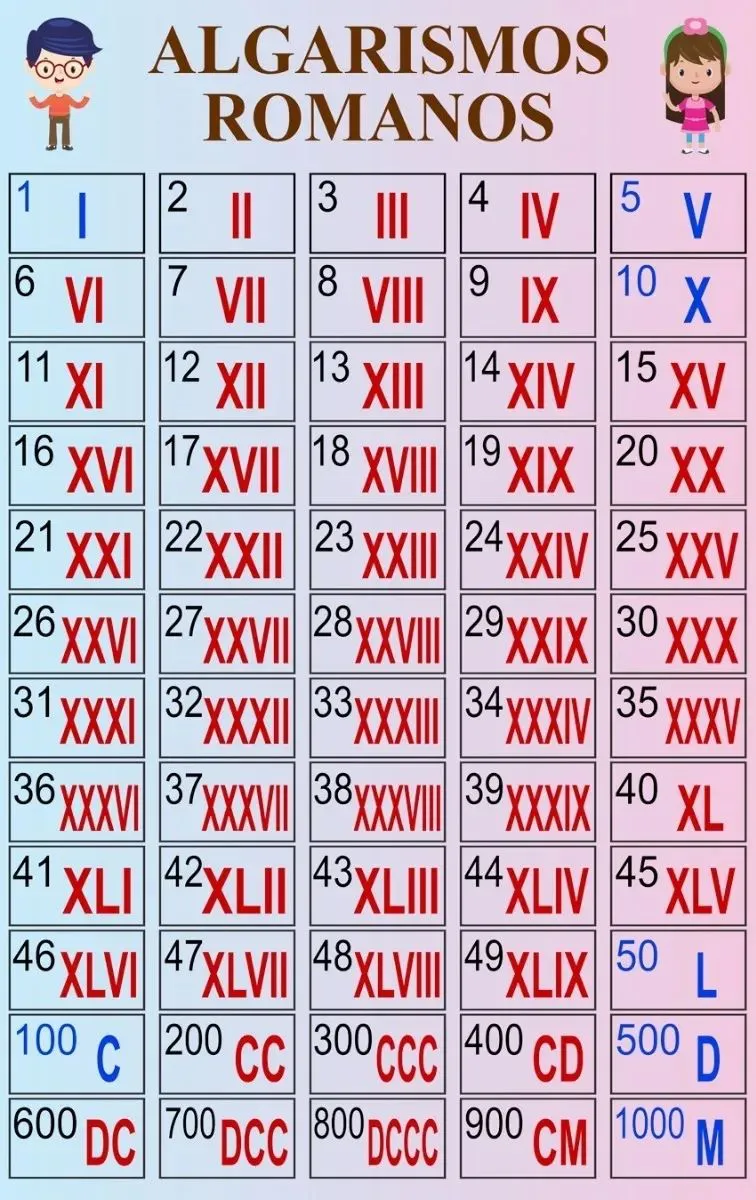 ALGARISMOS
ROMANOS
1 I 2 II 3 III 4 IV 5 V
6 VI 7 VII 8 VIII 9 IX 10 X
11 XI 12 XII 13 XIII 14 XIV 15 XV
16 XVI 17 XVII 18 XVIII 19 XIX 20 XX
21 XXI 22 XXII 23 XXIII 24 XXIV 25 XXV
26 XXVI 27 XXVII 28 XXVIII 29 XXIX 30 XXX
31 XXXI 32 XXXII 33 XXXIII 34 XXXIV 35 XXXV
36 XXXVI 37 XXXVII 38 XXXVIII 39 XXXIX 40 XL
41 XLI 42 XLII 43 XLIII 44 XLIV 45 XLV
46 XLVI 47 XLVII 48 XLVIII 49 XLIX 50 L
100 C 200 CC 300 CCC 400 CD 500 D
600 DC 700 DCC 800 DCCC 900 CM 1000 M